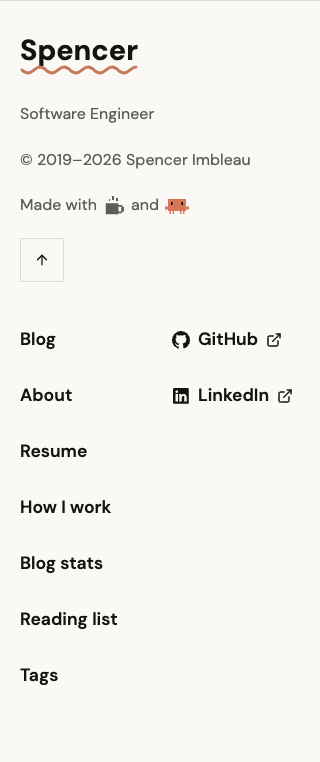 Spencer
Software Engineer
© 2019–2026 Spencer Imbleau
Made with and
Blog
GitHub
About
LinkedIn
Resume
How I work
Blog stats
Reading list
Tags